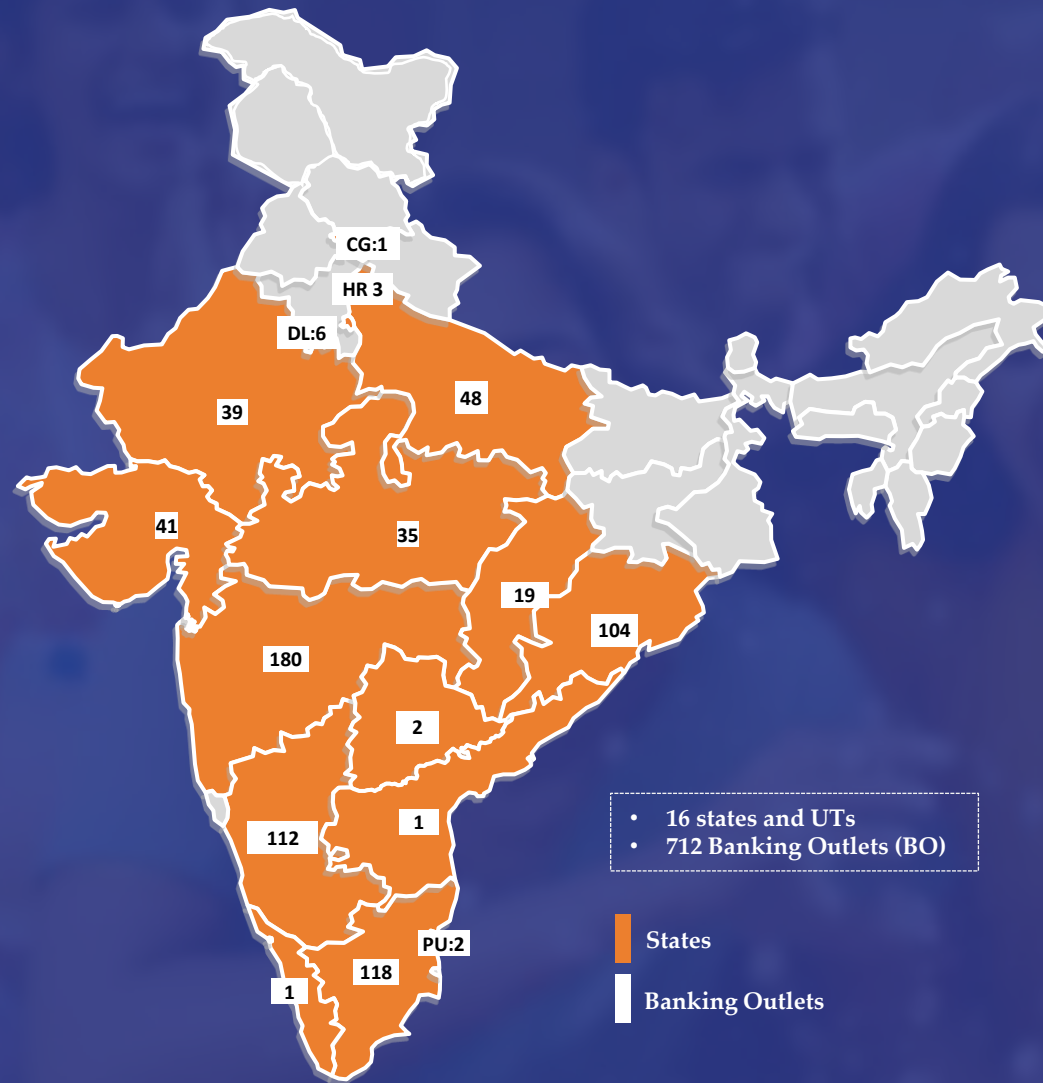 CG:1
HR 3
DL:6
48
39
41
35
19
104
180
2
1
112
• 16 states and UTs
• 712 Banking Outlets (BO)
PU:2
118
1
States
Banking Outlets